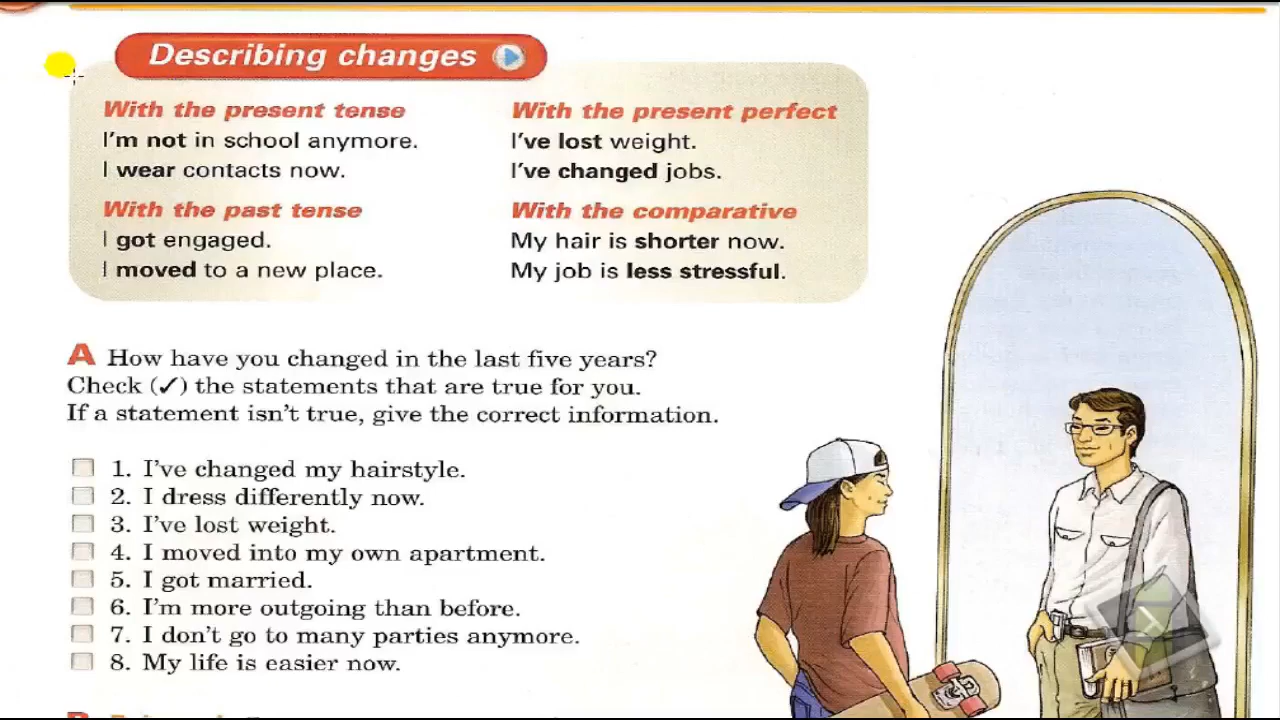 Describing changes
With the present tense
I'm not in school anymore.
I wear contacts now.
With the past tense
I got engaged.
I moved to a new place.
With the present perfect
I've lost weight.
I've changed jobs.
With the comparative
My hair is shorter now.
My job is less stressful.
A How have you changed in the last five years?
Check (✓) the statements that are true for you.
If a statement isn't true, give the correct information.
1. I've changed my hairstyle.
2. I dress differently now.
3. I've lost weight.
4. I moved into my own apartment.
5. I got married.
6. I'm more outgoing than before.
7. I don't go to many parties anymore.
8. My life is easier now.